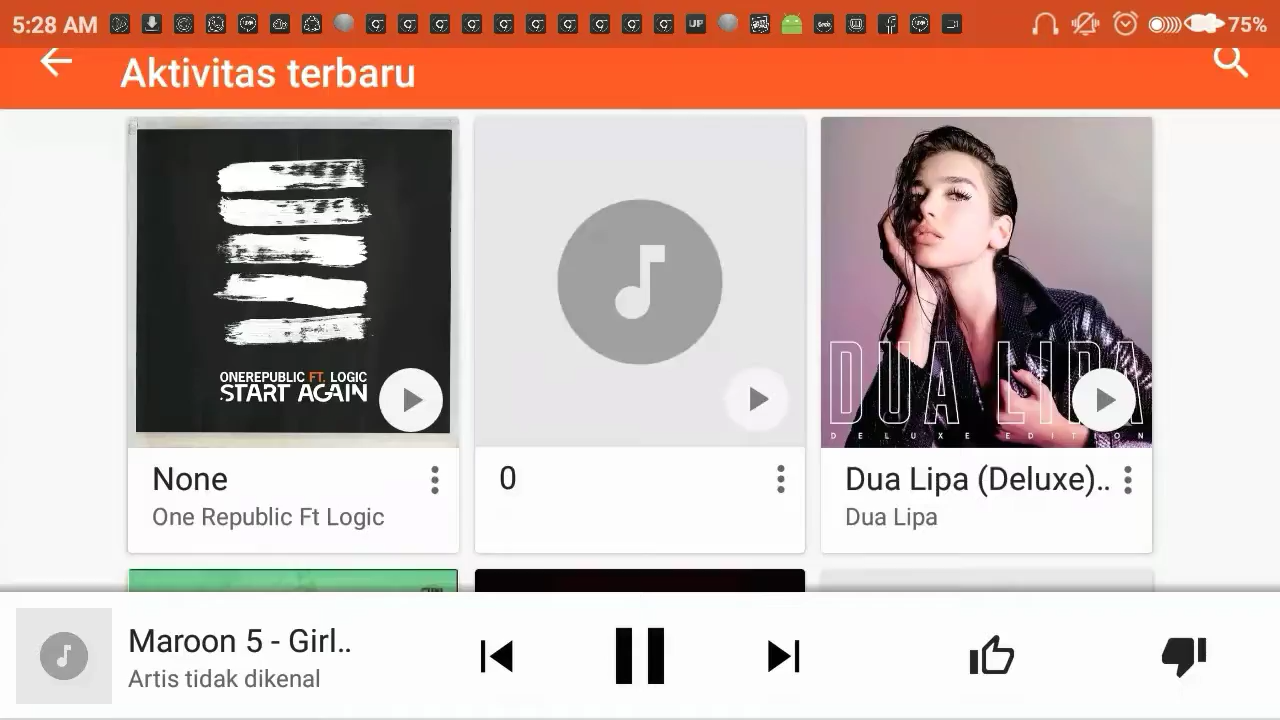 5:28 AM
75%
Aktivitas terbaru
ONEREPUBLIC FT. LOGIC
START AGAIN
DUA LIPA
DELUXE EDITION
None
One Republic Ft Logic
0
Dua Lipa (Deluxe)..
Dua Lipa
Maroon 5 - Girl..
Artis tidak dikenal